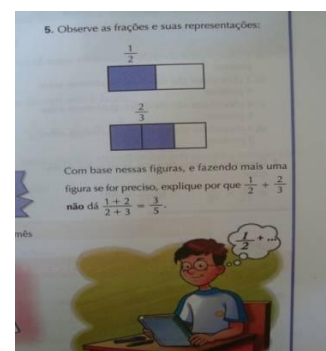 5. Observe as frações e suas representações:
1/2
2/3
Com base nessas figuras, e fazendo mais uma
figura se for preciso, explique por que 1/2 + 2/3
não dá (1 + 2)/(2 + 3) = 3/5.
mês
1/2 + ...